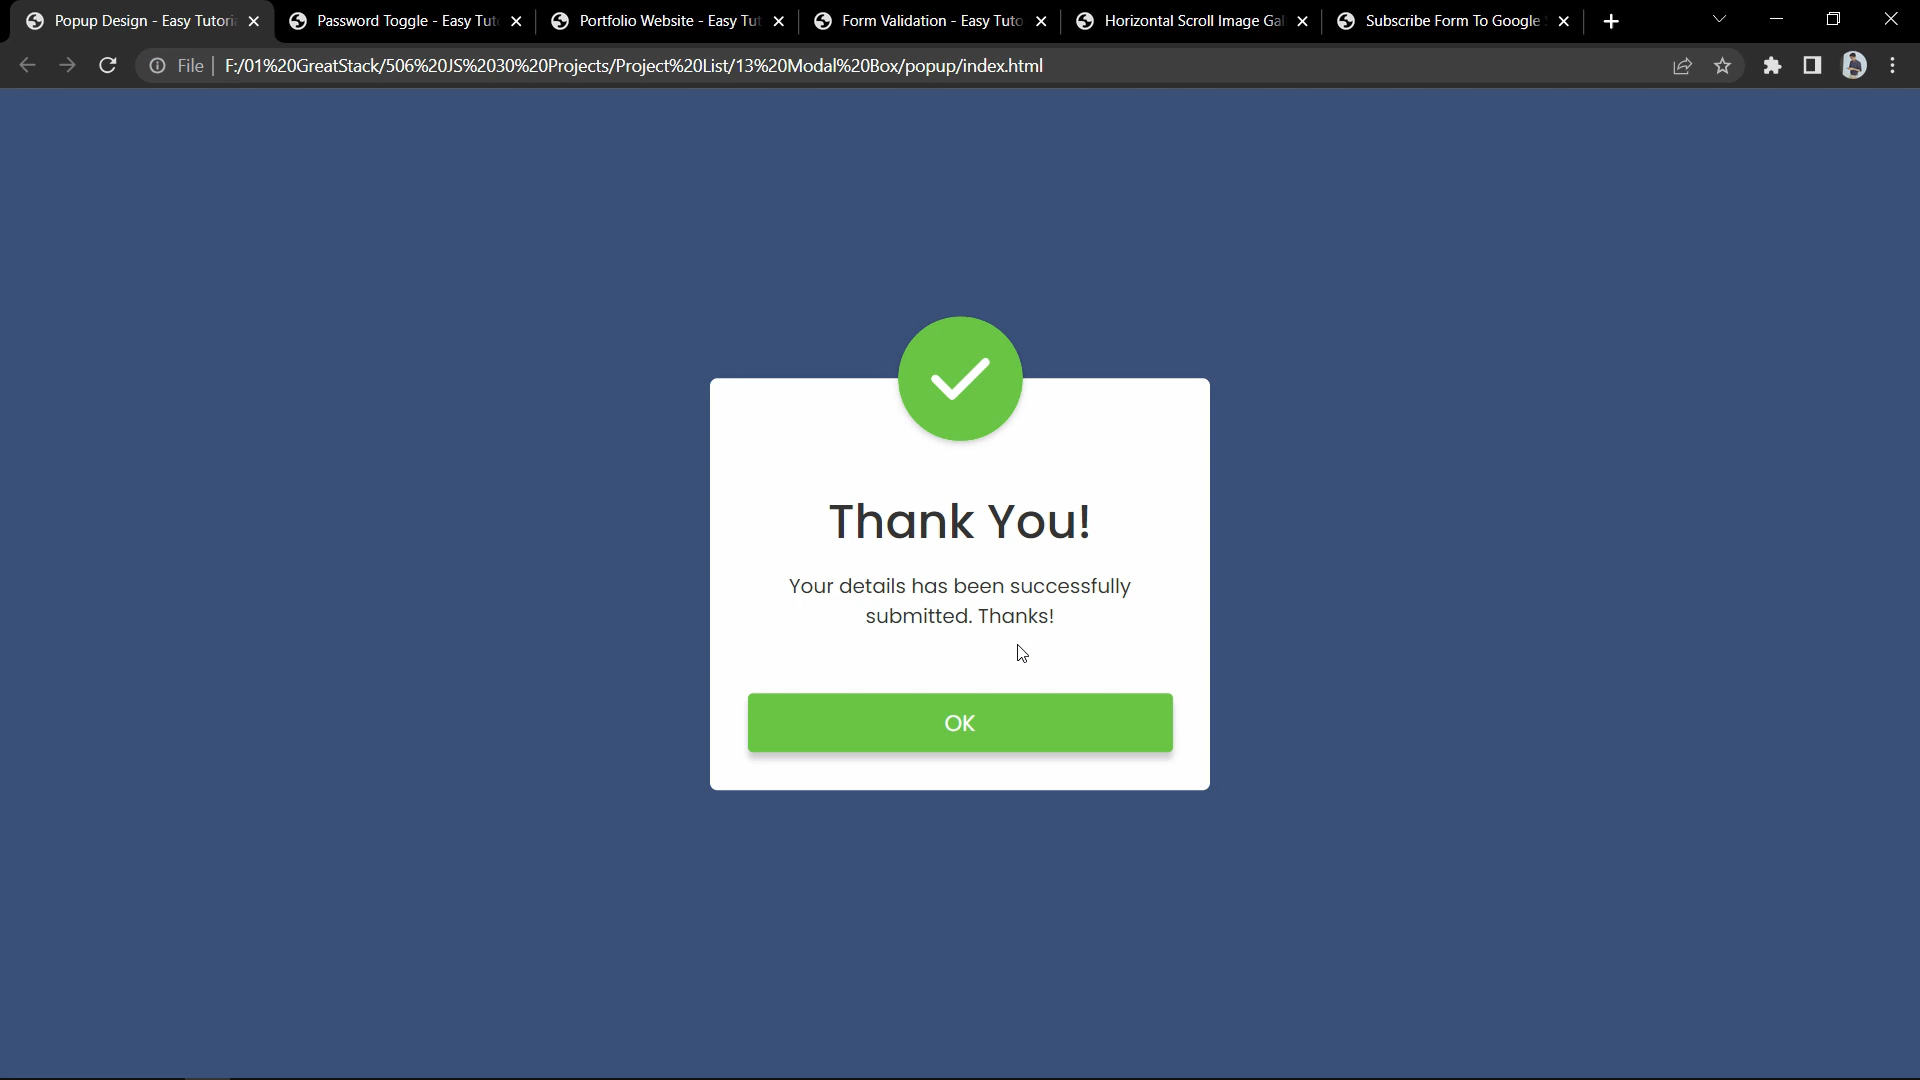 Popup Design - Easy Tutoria
Password Toggle - Easy Tut
Portfolio Website - Easy Tut
Form Validation - Easy Tuto
Horizontal Scroll Image Gal
Subscribe Form To Google S
File
F:/01%20GreatStack/506%20JS%2030%20Projects/Project%20List/13%20Modal%20Box/popup/index.html
Thank You!
Your details has been successfully
submitted. Thanks!
OK